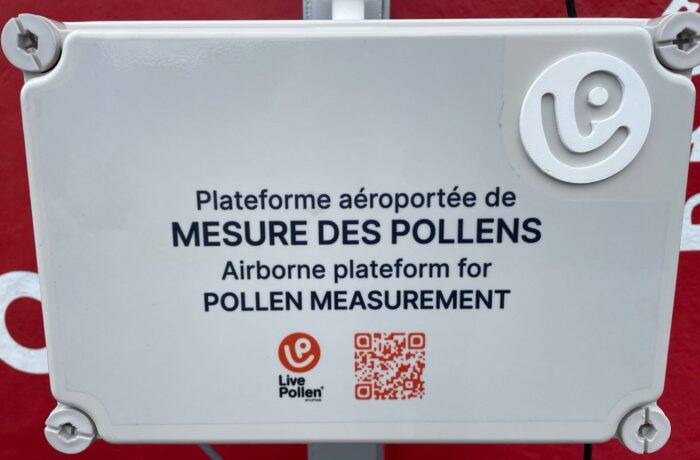 Plateforme aéroportée de
MESURE DES POLLENS
Airborne plateform for
POLLEN MEASUREMENT
Live
Pollen®